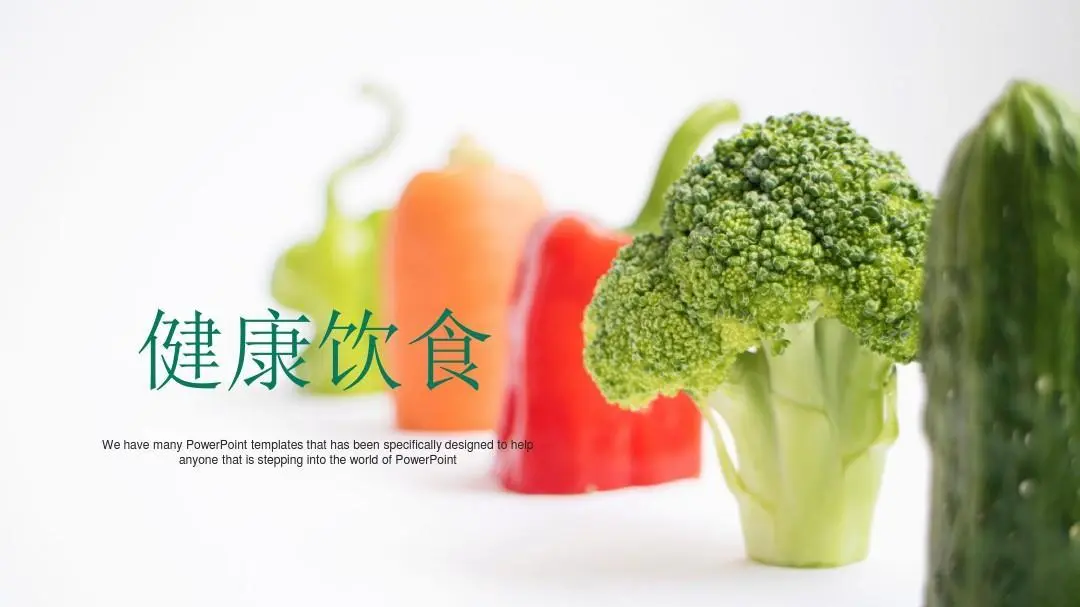 健康饮食
We have many PowerPoint templates that has been specifically designed to help
anyone that is stepping into the world of PowerPoint